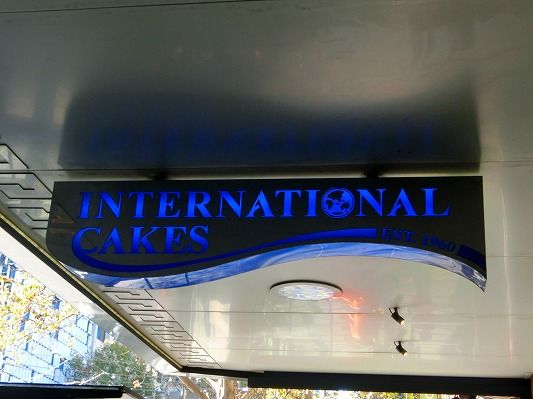 INTERNATIONAL
CAKES
EST. 1960